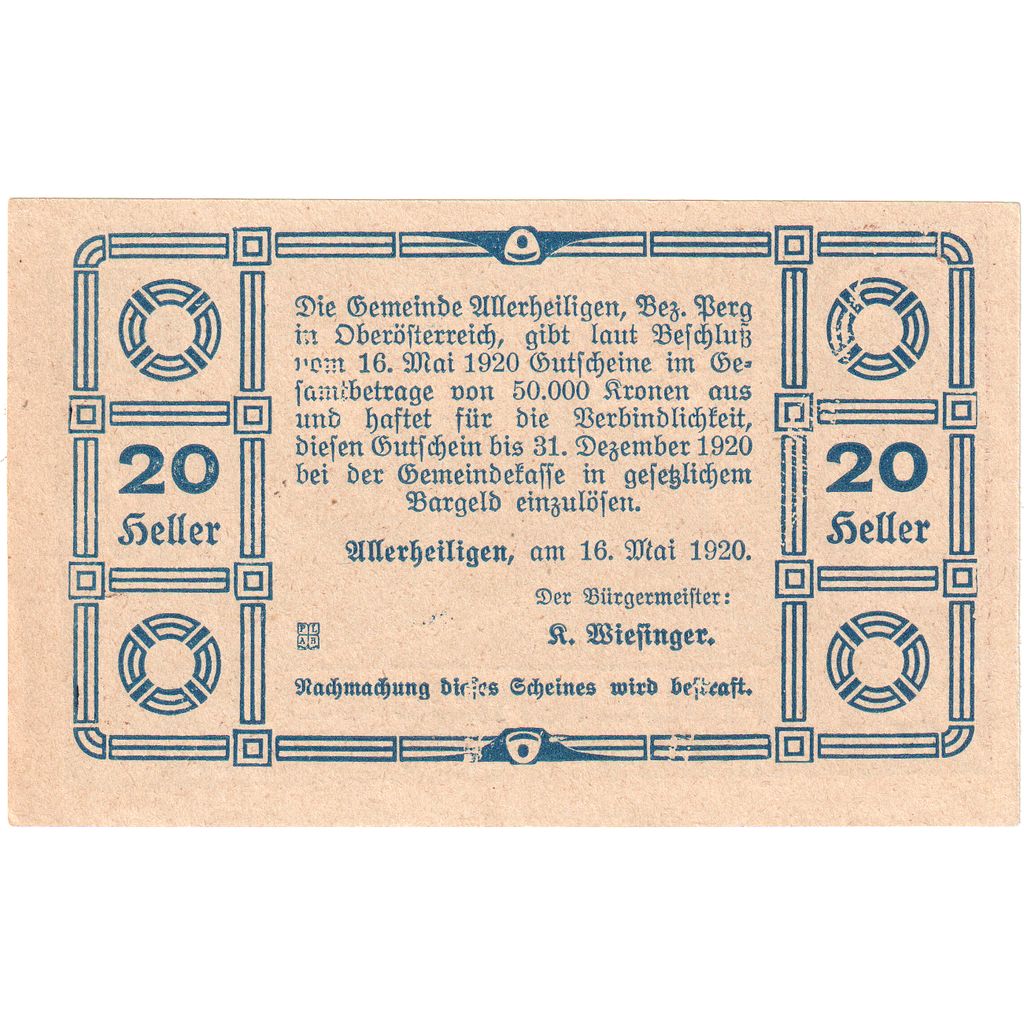 Die Gemeinde Allerheiligen, Bez. Perg
in Oberösterreich, gibt laut Beschluß
vom 16. Mai 1920 Gutscheine im Ge=
samtbetrage von 50.000 Kronen aus
und haftet für die Verbindlichkeit,
diesen Gutschein bis 31. Dezember 1920
bei der Gemeindekasse in gesetzlichem
Bargeld einzulösen.
20
Heller
20
Heller
Allerheiligen, am 16. Mai 1920.
Der Bürgermeister:
K. Wiesinger.
PL
AB
Nachmachung dieses Scheines wird bestraft.